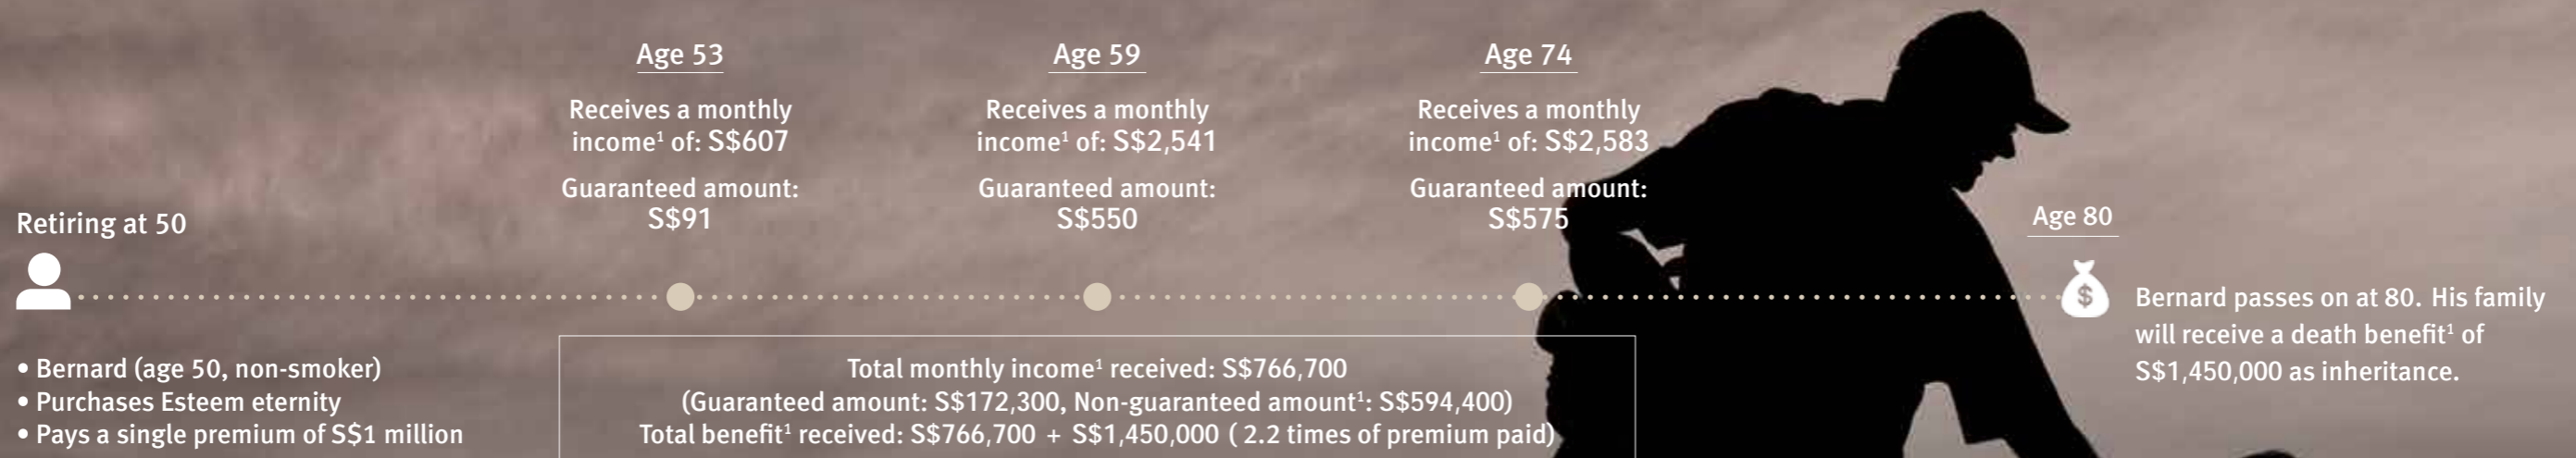 Retiring at 50
• Bernard (age 50, non-smoker)
• Purchases Esteem eternity
• Pays a single premium of S$1 million
Age 53
Receives a monthly
income¹ of: S$607
Guaranteed amount:
S$91
Age 59
Receives a monthly
income¹ of: S$2,541
Guaranteed amount:
S$550
Age 74
Receives a monthly
income¹ of: S$2,583
Guaranteed amount:
S$575
Age 80
$
Bernard passes on at 80. His family
will receive a death benefit¹ of
S$1,450,000 as inheritance.
Total monthly income¹ received: S$766,700
(Guaranteed amount: S$172,300, Non-guaranteed amount¹: S$594,400)
Total benefit¹ received: S$766,700 + S$1,450,000 ( 2.2 times of premium paid)